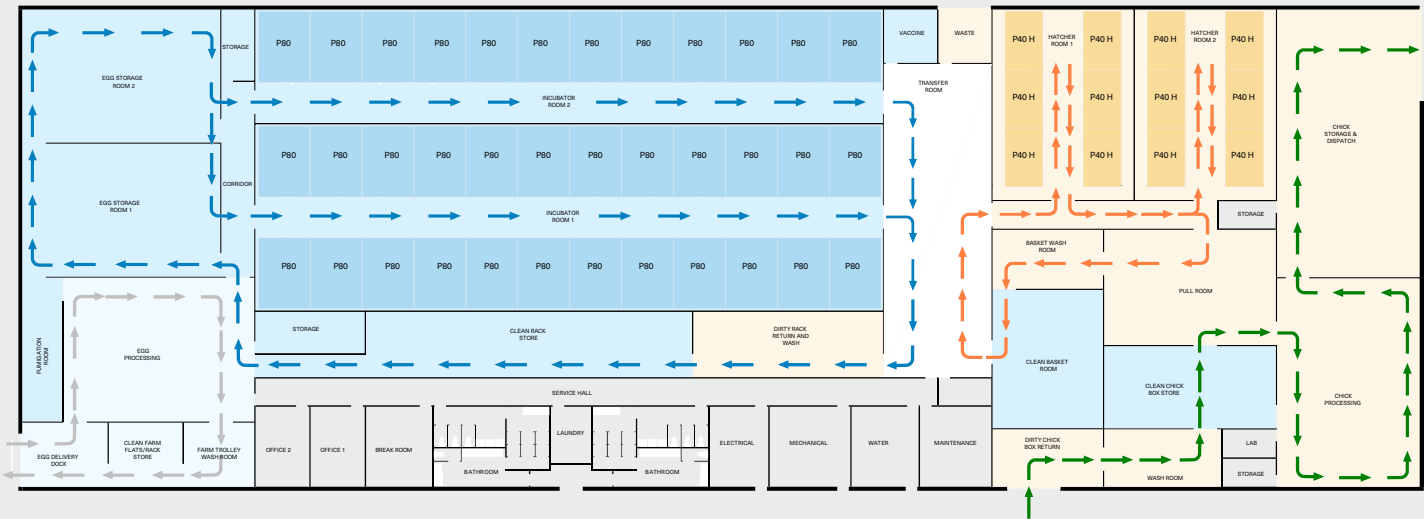 P80 P80 P80 P80 P80 P80 P80 P80 P80 P80 P80 P80
STORAGE
EGG STORAGE
ROOM 2
INCUBATOR
ROOM 2
VACCINE
WASTE
TRANSFER
ROOM
P40 H
HATCHER
ROOM 1
P40 H
P40 H
HATCHER
ROOM 2
P40 H
P40 H
P40 H
P40 H
P40 H
P40 H
P40 H
P40 H
P40 H
CHICK
STORAGE &
DISPATCH
P80 P80 P80 P80 P80 P80 P80 P80 P80 P80 P80 P80
CORRIDOR
EGG STORAGE
ROOM 1
INCUBATOR
ROOM 1
STORAGE
P80 P80 P80 P80 P80 P80 P80 P80 P80 P80 P80 P80
BASKET WASH
ROOM
PULL ROOM
FUMIGATION
ROOM
EGG
PROCESSING
STORAGE
CLEAN RACK
STORE
DIRTY RACK
RETURN AND
WASH
CLEAN BASKET
ROOM
CLEAN CHICK
BOX STORE
CHICK
PROCESSING
SERVICE HALL
EGG DELIVERY
DOCK
CLEAN FARM
FLATS/RACK
STORE
FARM TROLLEY
WASH ROOM
OFFICE 2
OFFICE 1
BREAK ROOM
BATHROOM
LAUNDRY
BATHROOM
ELECTRICAL
MECHANICAL
WATER
MAINTENANCE
DIRTY CHICK
BOX RETURN
WASH ROOM
LAB
STORAGE